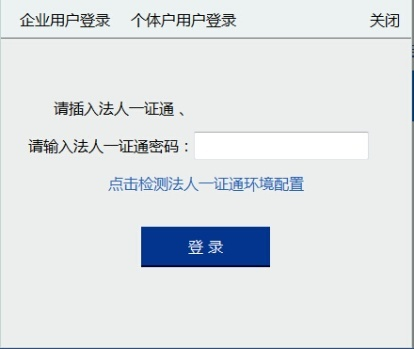 企业用户登录 个体户用户登录 关闭
请插入法人一证通、
请输入法人一证通密码：
点击检测法人一证通环境配置
登 录